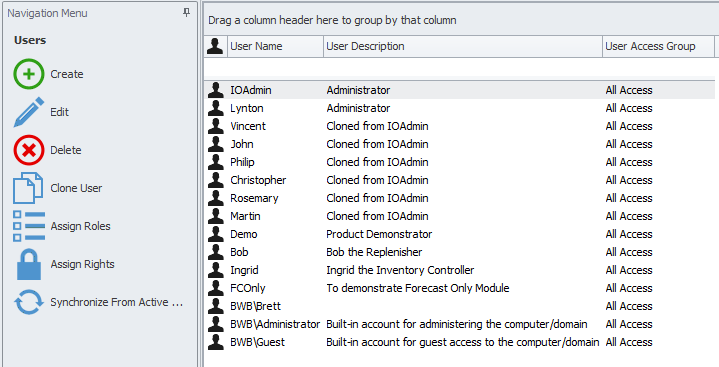 Navigation Menu
Users
Create
Edit
Delete
Clone User
Assign Roles
Assign Rights
Synchronize From Active ...
Drag a column header here to group by that column
User Name User Description User Access Group
IOAdmin Administrator All Access
Lynton Administrator All Access
Vincent Cloned from IOAdmin All Access
John Cloned from IOAdmin All Access
Philip Cloned from IOAdmin All Access
Christopher Cloned from IOAdmin All Access
Rosemary Cloned from IOAdmin All Access
Martin Cloned from IOAdmin All Access
Demo Product Demonstrator All Access
Bob Bob the Replenisher All Access
Ingrid Ingrid the Inventory Controller All Access
FCOnly To demonstrate Forecast Only Module All Access
BWB\Brett All Access
BWB\Administrator Built-in account for administering the computer/domain All Access
BWB\Guest Built-in account for guest access to the computer/domain All Access